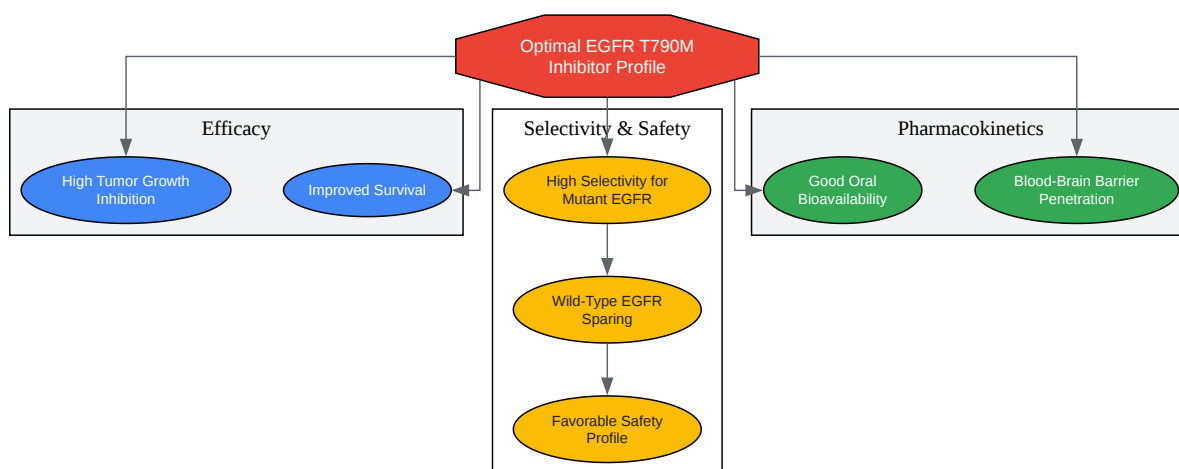 Optimal EGFR T790M
Inhibitor Profile
Efficacy
High Tumor Growth
Inhibition
Improved Survival
Selectivity & Safety
High Selectivity for
Mutant EGFR
Wild-Type EGFR
Sparing
Favorable Safety
Profile
Pharmacokinetics
Good Oral
Bioavailability
Blood-Brain Barrier
Penetration